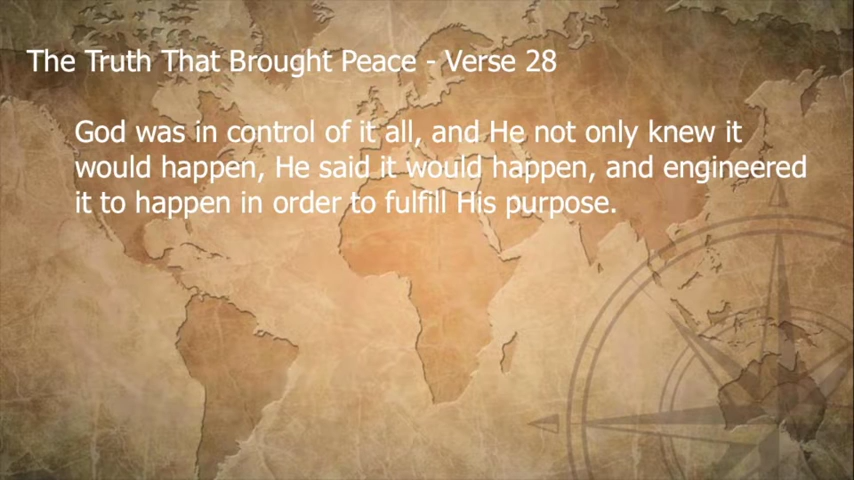 The Truth That Brought Peace - Verse 28
God was in control of it all, and He not only knew it
would happen, He said it would happen, and engineered
it to happen in order to fulfill His purpose.